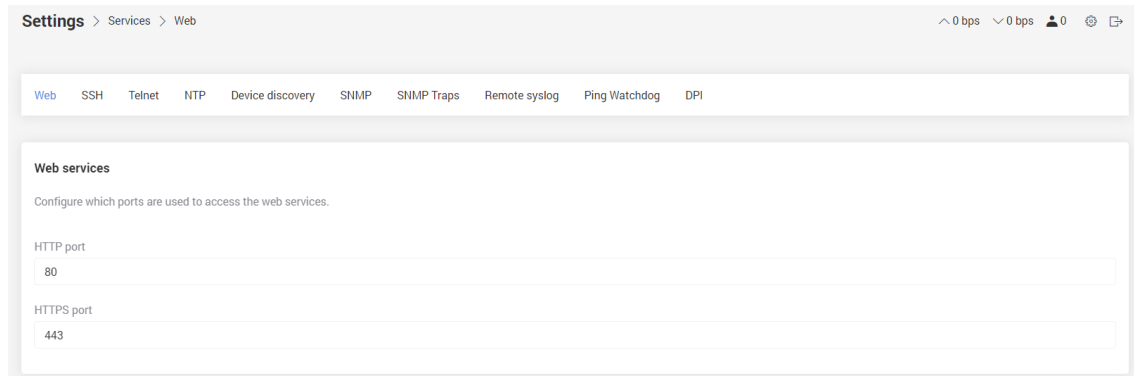 Settings > Services > Web 0 bps 0 bps 0
Web SSH Telnet NTP Device discovery SNMP SNMP Traps Remote syslog Ping Watchdog DPI
Web services
Configure which ports are used to access the web services.
HTTP port
80
HTTPS port
443